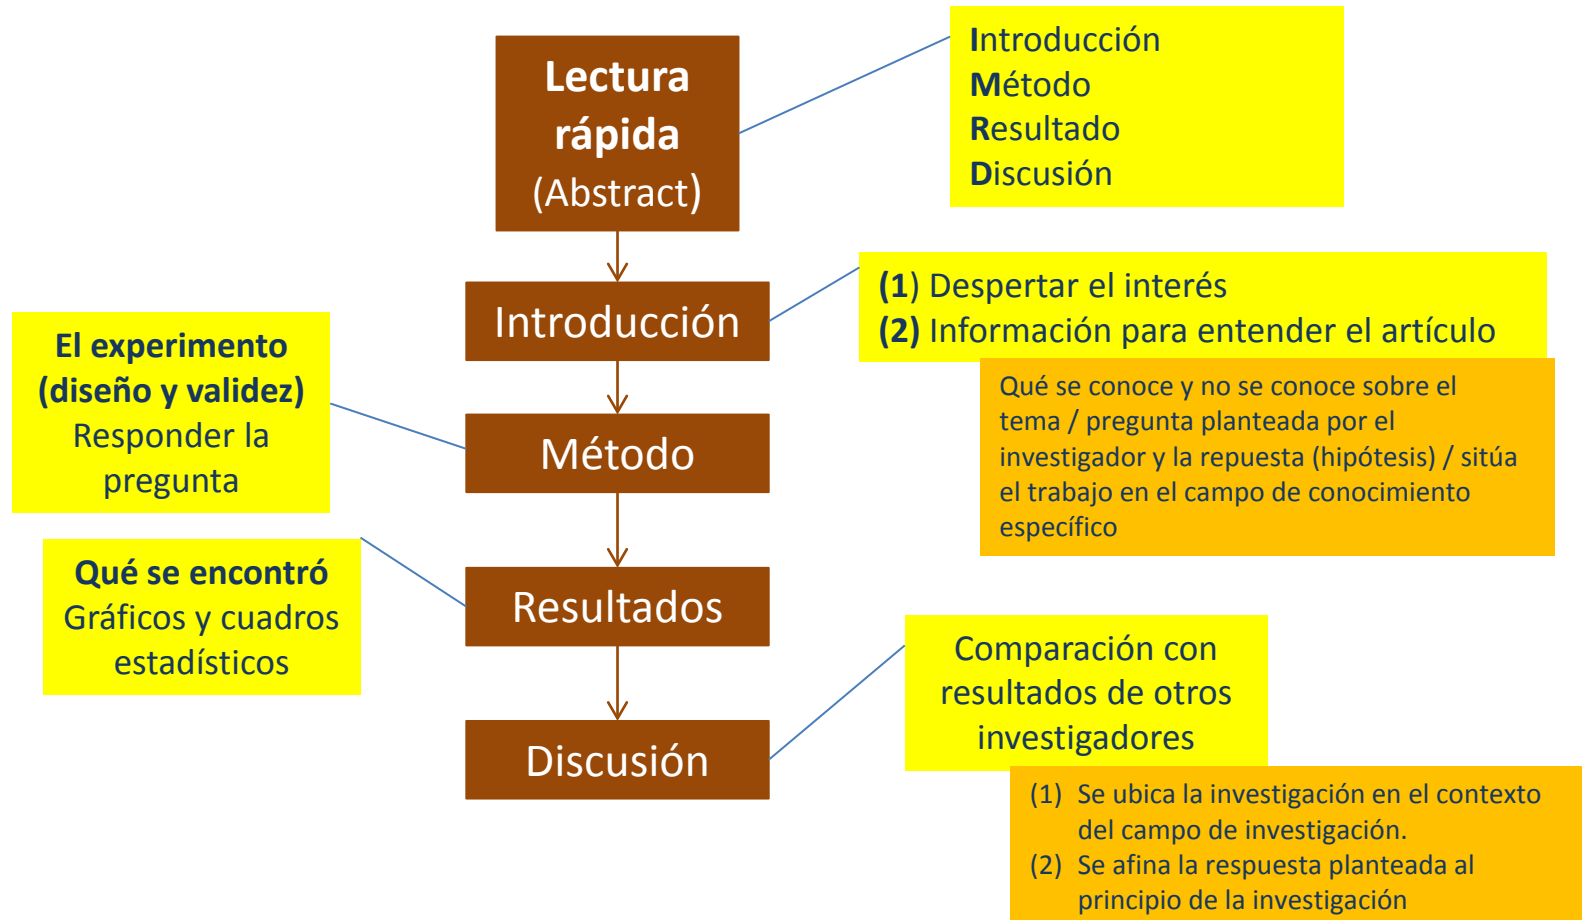 Lectura
rápida
(Abstract)
Introducción
Método
Resultado
Discusión
Introducción
(1) Despertar el interés
(2) Información para entender el artículo
Qué se conoce y no se conoce sobre el
tema / pregunta planteada por el
investigador y la repuesta (hipótesis) / sitúa
el trabajo en el campo de conocimiento
específico
El experimento
(diseño y validez)
Responder la
pregunta
Método
Qué se encontró
Gráficos y cuadros
estadísticos
Resultados
Discusión
Comparación con
resultados de otros
investigadores
(1) Se ubica la investigación en el contexto
del campo de investigación.
(2) Se afina la respuesta planteada al
principio de la investigación